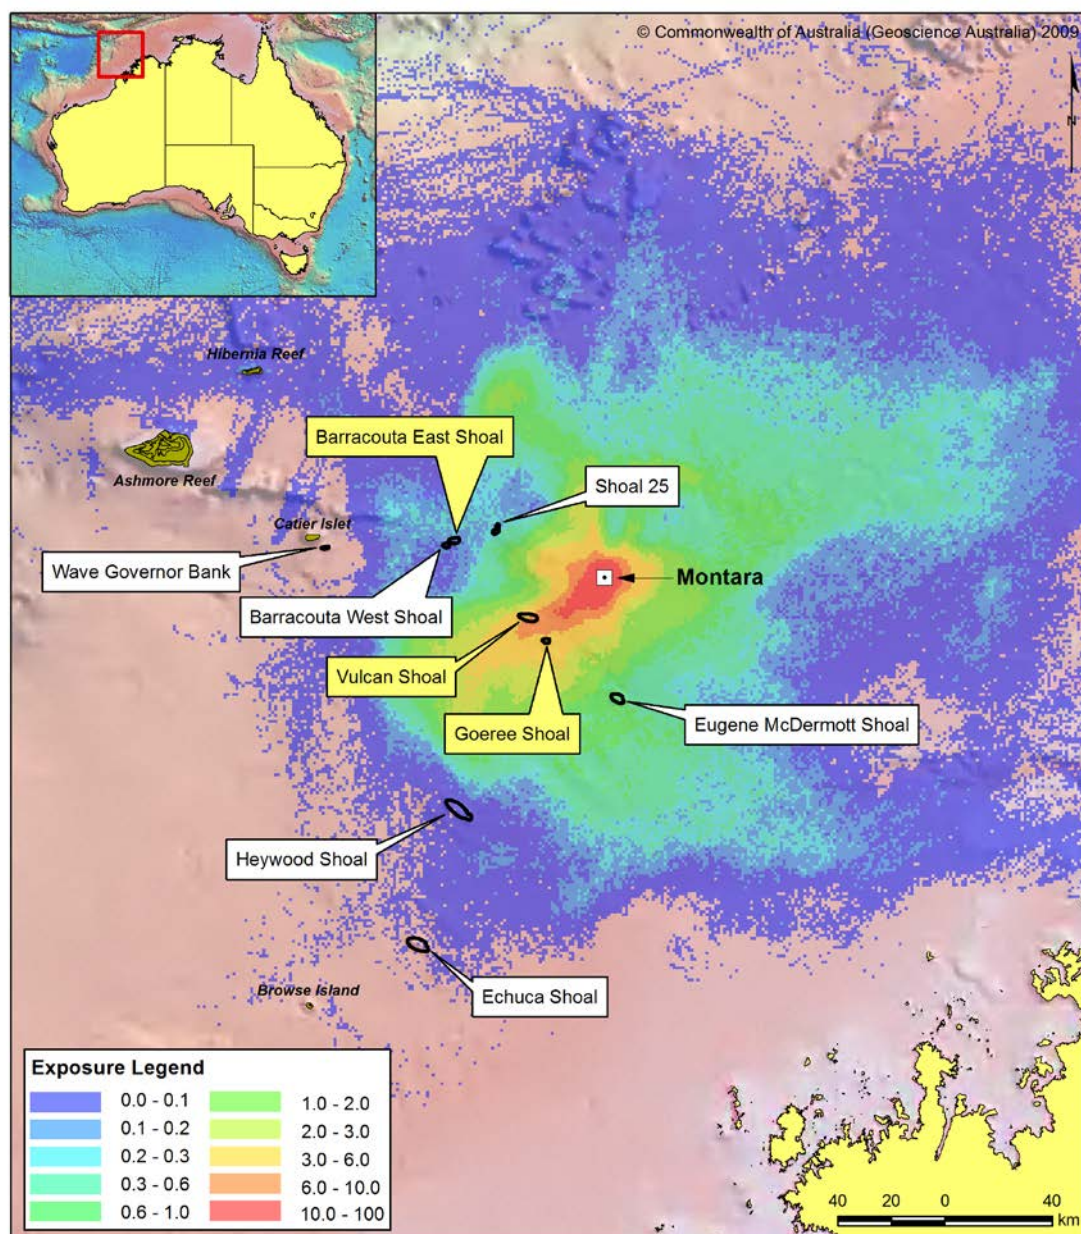 © Commonwealth of Australia (Geoscience Australia) 2009
N
Hibernia Reef
Barracouta East Shoal
Ashmore Reef
Shoal 25
Catier Islet
Wave Governor Bank
Montara
Barracouta West Shoal
Vulcan Shoal
Goeree Shoal
Eugene McDermott Shoal
Heywood Shoal
Echuca Shoal
Browse Island
Exposure Legend
0.0 - 0.1 1.0 - 2.0
0.1 - 0.2 2.0 - 3.0
0.2 - 0.3 3.0 - 6.0
0.3 - 0.6 6.0 - 10.0
0.6 - 1.0 10.0 - 100
40 20 0 40
km